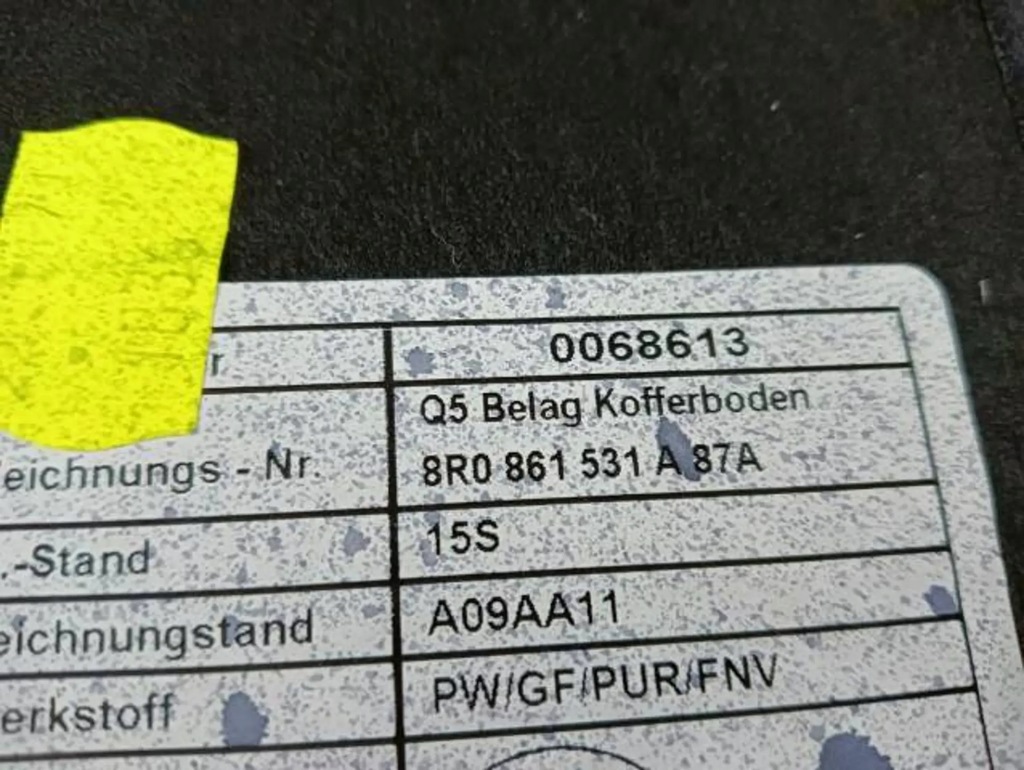 r 0068613
Q5 Belag Kofferboden
eichnungs - Nr. 8R0 861 531 A 87A
.-Stand 15S
eichnungstand A09AA11
erkstoff PW/GF/PUR/FNV